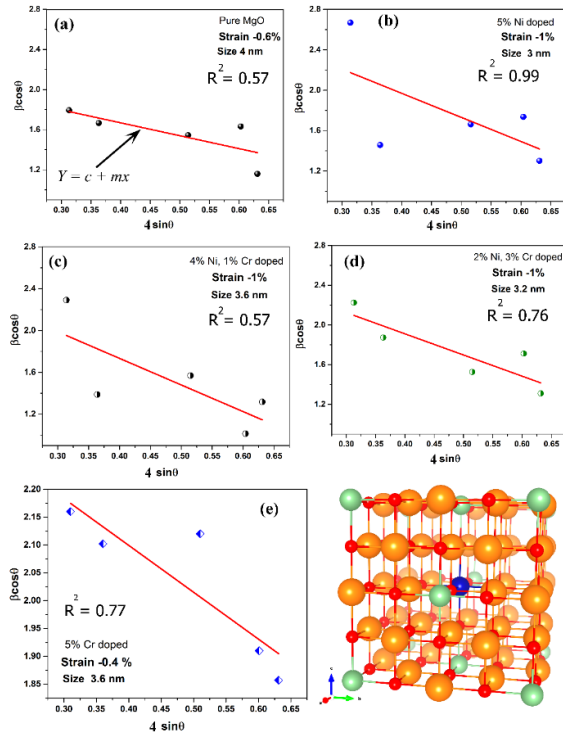 (a)
Pure MgO
Strain -0.6%
Size 4 nm
R² = 0.57
Y = c + mx
βcosθ
2.8
2.4
2.0
1.6
1.2
0.30 0.35 0.40 0.45 0.50 0.55 0.60 0.65
4 sinθ
(b)
5% Ni doped
Strain -1%
Size 3 nm
R² = 0.99
βcosθ
2.8
2.4
2.0
1.6
1.2
0.30 0.35 0.40 0.45 0.50 0.55 0.60 0.65
4 sinθ
(c)
4% Ni, 1% Cr doped
Strain -1%
Size 3.6 nm
R² = 0.57
βcosθ
2.6
2.2
1.8
1.4
1.0
0.30 0.35 0.40 0.45 0.50 0.55 0.60 0.65
4 sinθ
(d)
2% Ni, 3% Cr doped
Strain -1%
Size 3.2 nm
R² = 0.76
βcosθ
2.8
2.4
2.0
1.6
1.2
0.30 0.35 0.40 0.45 0.50 0.55 0.60 0.65
4 sinθ
(e)
R² = 0.77
5% Cr doped
Strain -0.4 %
Size 3.6 nm
βcosθ
2.20
2.15
2.10
2.05
2.00
1.95
1.90
1.85
0.30 0.35 0.40 0.45 0.50 0.55 0.60 0.65
4 sinθ